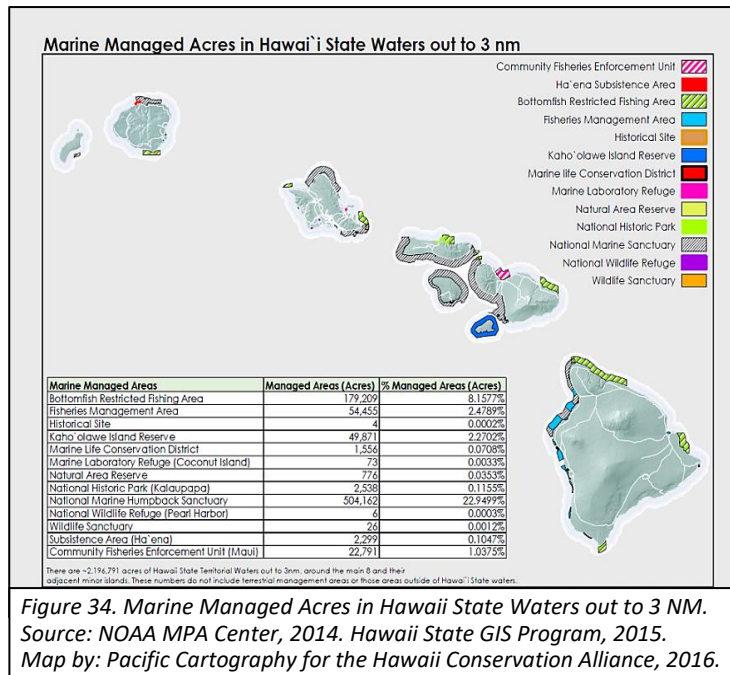 Marine Managed Acres in Hawai`i State Waters out to 3 nm
Community Fisheries Enforcement Unit
Ha`ena Subsistence Area
Bottomfish Restricted Fishing Area
Fisheries Management Area
Historical Site
Kaho`olawe Island Reserve
Marine life Conservation District
Marine Laboratory Refuge
Natural Area Reserve
National Historic Park
National Marine Sanctuary
National Wildlife Refuge
Wildlife Sanctuary
Marine Managed Areas Managed Areas (Acres) % Managed Areas (Acres)
Bottomfish Restricted Fishing Area 179,209 8.1577%
Fisheries Management Area 54,455 2.4789%
Historical Site 4 0.0002%
Kaho`olawe Island Reserve 49,871 2.2702%
Marine Life Conservation District 1,556 0.0708%
Marine Laboratory Refuge (Coconut Island) 73 0.0033%
Natural Area Reserve 776 0.0353%
National Historic Park (Kalaupapa) 2,538 0.1155%
National Marine Humpback Sanctuary 504,162 22.9499%
National Wildlife Refuge (Pearl Harbor) 6 0.0003%
Wildlife Sanctuary 26 0.0012%
Subsistence Area (Ha`ena) 2,299 0.1047%
Community Fisheries Enforcement Unit (Maui) 22,791 1.0375%
There are ~2,196,791 acres of Hawaii State Territorial Waters out to 3nm, around the main 8 and their
adjacent minor islands. These numbers do not include terrestrial management areas or those areas outside of Hawai`i State waters.
Figure 34. Marine Managed Acres in Hawaii State Waters out to 3 NM.
Source: NOAA MPA Center, 2014. Hawaii State GIS Program, 2015.
Map by: Pacific Cartography for the Hawaii Conservation Alliance, 2016.